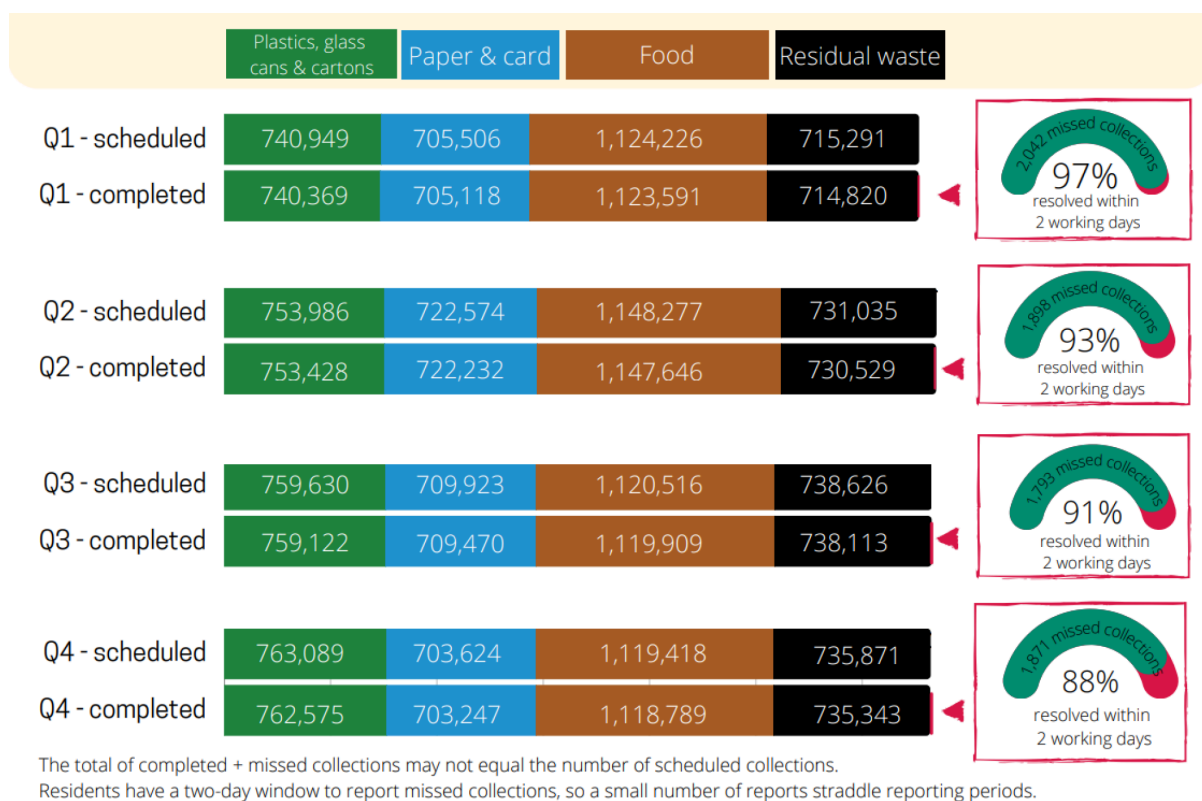 Plastics, glass
cans & cartons
Paper & card
Food
Residual waste
Q1 - scheduled
740,949
705,506
1,124,226
715,291
Q1 - completed
740,369
705,118
1,123,591
714,820
2,042 missed collections
97%
resolved within
2 working days
Q2 - scheduled
753,986
722,574
1,148,277
731,035
Q2 - completed
753,428
722,232
1,147,646
730,529
1,898 missed collections
93%
resolved within
2 working days
Q3 - scheduled
759,630
709,923
1,120,516
738,626
Q3 - completed
759,122
709,470
1,119,909
738,113
1,793 missed collections
91%
resolved within
2 working days
Q4 - scheduled
763,089
703,624
1,119,418
735,871
Q4 - completed
762,575
703,247
1,118,789
735,343
1,871 missed collections
88%
resolved within
2 working days
The total of completed + missed collections may not equal the number of scheduled collections.
Residents have a two-day window to report missed collections, so a small number of reports straddle reporting periods.